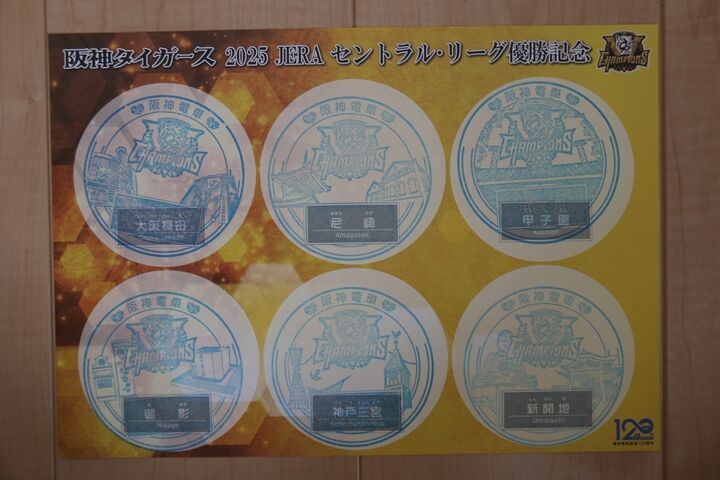 阪神タイガース 2025 JERA セントラル・リーグ優勝記念
CHAMPIONS
阪神電車
CHAMPIONS
大阪梅田
阪神電車
CHAMPIONS
尼崎
Amagasaki
阪神電車
CHAMPIONS
甲子園
Koshien
阪神電車
CHAMPIONS
御影
Mikage
阪神電車
CHAMPIONS
神戸三宮
阪神電車
CHAMPIONS
新開地
Shinkaichi
120